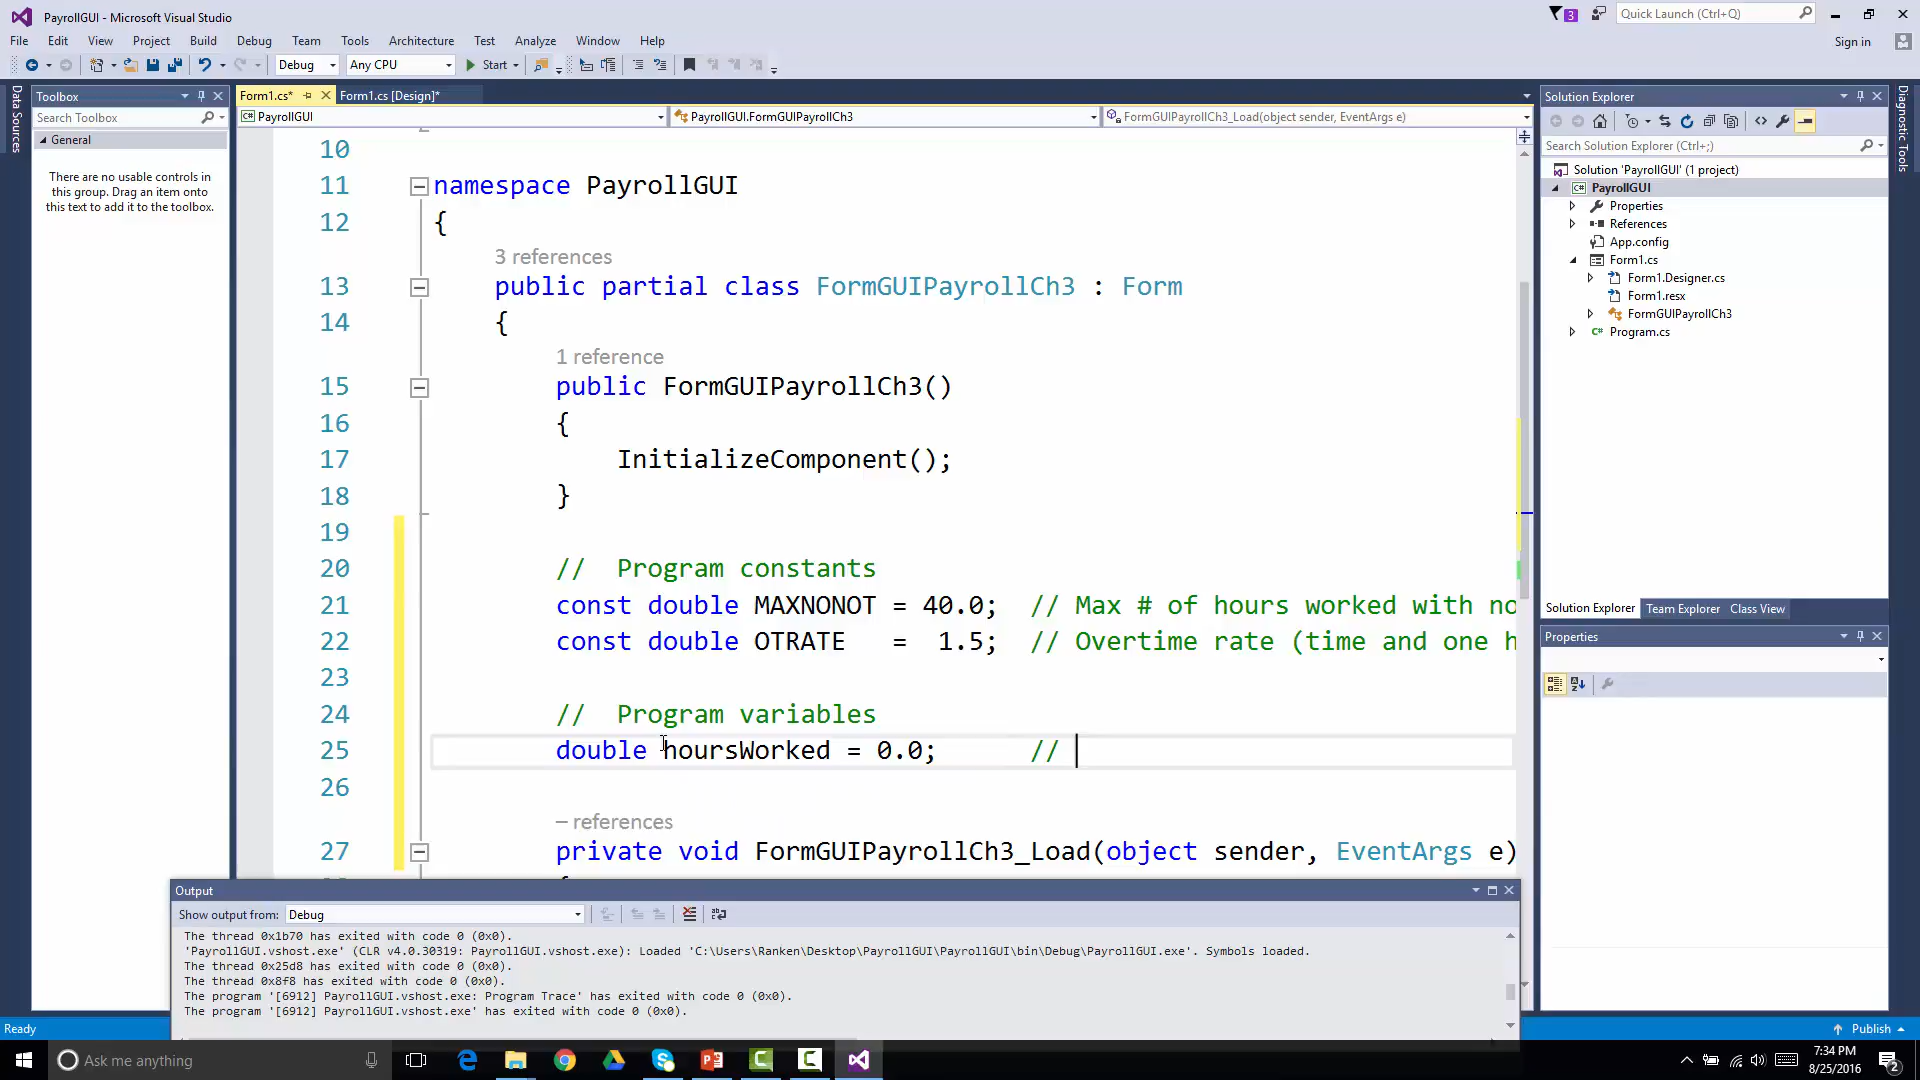 PayrollGUI - Microsoft Visual Studio
3
Quick Launch (Ctrl+Q)
File Edit View Project Build Debug Team Tools Architecture Test Analyze Window Help
Sign in
Debug Any CPU Start
Data Sources
Toolbox
Search Toolbox
General
There are no usable controls in
this group. Drag an item onto
this text to add it to the toolbox.
Form1.cs* Form1.cs [Design]*
PayrollGUI PayrollGUI.FormGUIPayrollCh3 FormGUIPayrollCh3_Load(object sender, EventArgs e)
10
11 namespace PayrollGUI
12 {
3 references
13 public partial class FormGUIPayrollCh3 : Form
14 {
1 reference
15 public FormGUIPayrollCh3()
16 {
17 InitializeComponent();
18 }
19
20 // Program constants
21 const double MAXNONOT = 40.0; // Max # of hours worked with no
22 const double OTRATE = 1.5; // Overtime rate (time and one h
23
24 // Program variables
25 double hoursWorked = 0.0; //
26
– references
27 private void FormGUIPayrollCh3_Load(object sender, EventArgs e)
Output
Show output from: Debug
The thread 0x1b70 has exited with code 0 (0x0).
'PayrollGUI.vshost.exe' (CLR v4.0.30319: PayrollGUI.vshost.exe): Loaded 'C:\Users\Ranken\Desktop\PayrollGUI\PayrollGUI\bin\Debug\PayrollGUI.exe'. Symbols loaded.
The thread 0x25d8 has exited with code 0 (0x0).
The thread 0x8f8 has exited with code 0 (0x0).
The program '[6912] PayrollGUI.vshost.exe: Program Trace' has exited with code 0 (0x0).
The program '[6912] PayrollGUI.vshost.exe' has exited with code 0 (0x0).
Solution Explorer
Search Solution Explorer (Ctrl+;)
Solution 'PayrollGUI' (1 project)
PayrollGUI
Properties
References
App.config
Form1.cs
Form1.Designer.cs
Form1.resx
FormGUIPayrollCh3
Program.cs
Solution Explorer Team Explorer Class View
Properties
Diagnostic Tools
Ready
Publish
Ask me anything
7:34 PM
8/25/2016
2